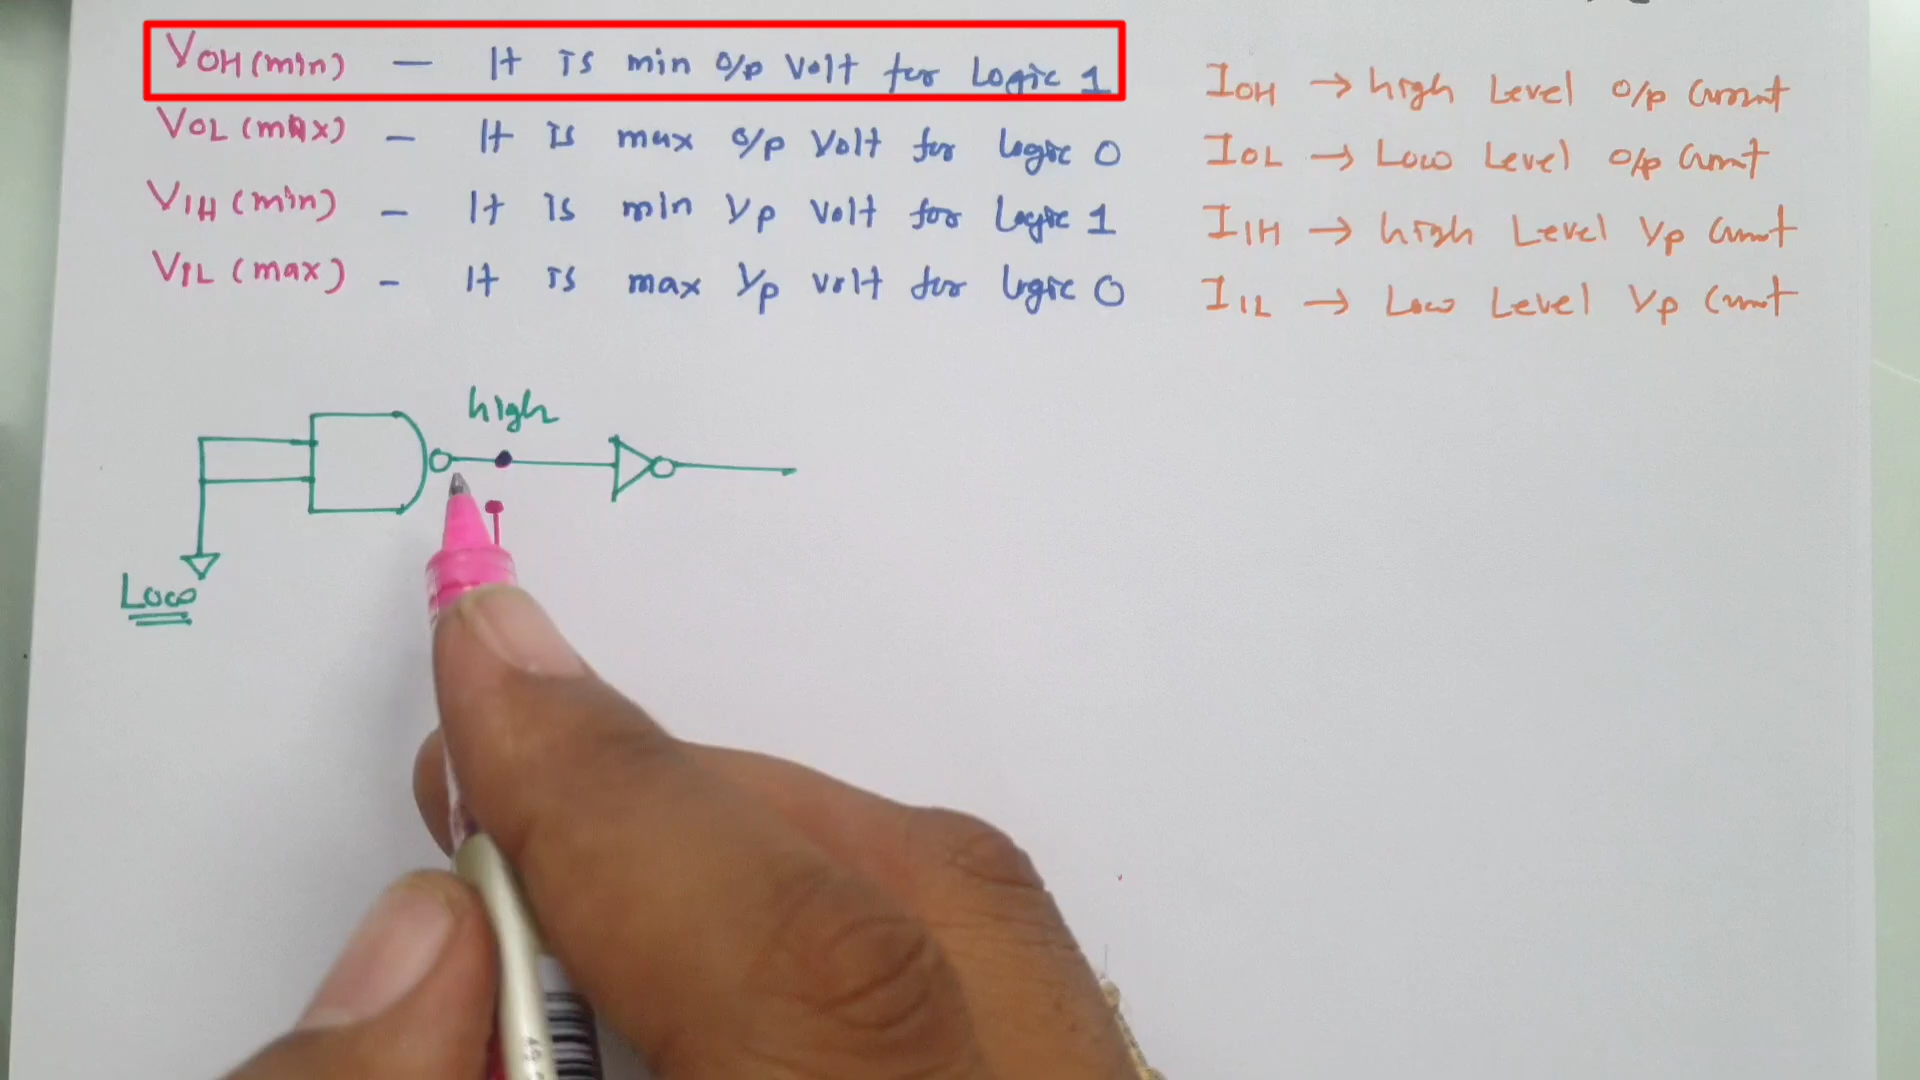 VOH (min) – It is min o/p Volt for Logic 1
VOL (max) – It is max o/p Volt for logic 0
VIH (min) – It is min I/p Volt for Logic 1
VIL (max) – It is max I/p volt for logic 0
IOH → high Level o/p Current
IOL → Low Level o/p Current
IIH → high Level I/p Current
IIL → Low Level I/p Current
high
Low